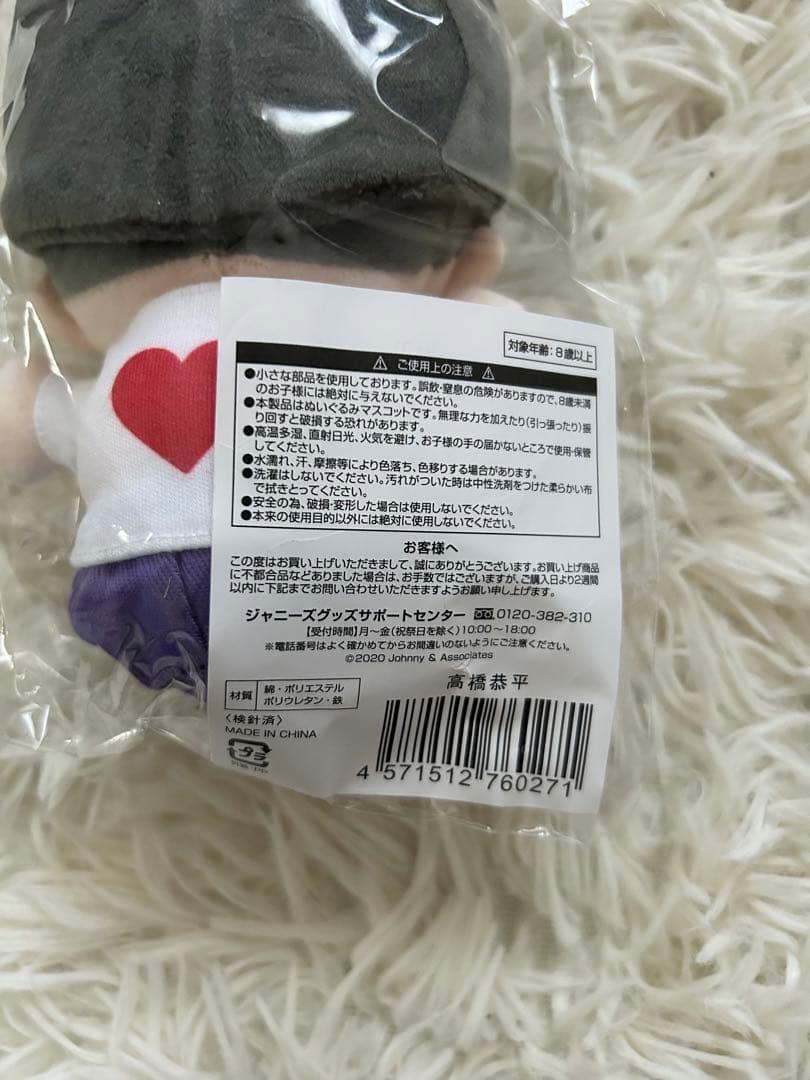 対象年齢:8歳以上
⚠ ご使用上の注意 ⚠
●小さな部品を使用しております。誤飲・窒息の危険がありますので、8歳未満
のお子様には絶対に与えないでください。
●本製品はぬいぐるみマスコットです。無理な力を加えたり(引っ張ったり)振
り回すと破損する恐れがあります。
●高温多湿、直射日光、火気を避け、お子様の手の届かないところで使用・保管
してください。
●水濡れ、汗、摩擦等により色落ち、色移りする場合があります。
●洗濯はしないでください。汚れがついた時は中性洗剤をつけた柔らかい布
で拭きとってください。
●安全の為、破損・変形した場合は使用しないでください。
●本来の使用目的以外には絶対に使用しないでください。
お客様へ
この度はお買い上げいただきまして、誠にありがとうございます。お買い上げ商品
に不都合品などありました場合は、お手数ではございますが、ご購入日より2週間
以内に下記までお問い合わせいただきますようお願い申し上げます。
ジャニーズグッズサポートセンター 0120-382-310
【受付時間】月〜金(祝祭日を除く)10:00〜18:00
※電話番号はよく確かめてからお間違いのないようにご注意ください。
©2020 Johnny & Associates
高橋恭平
材質 綿・ポリエステル
ポリウレタン・鉄
〈検針済〉
MADE IN CHINA
プラ
4 571512 760271